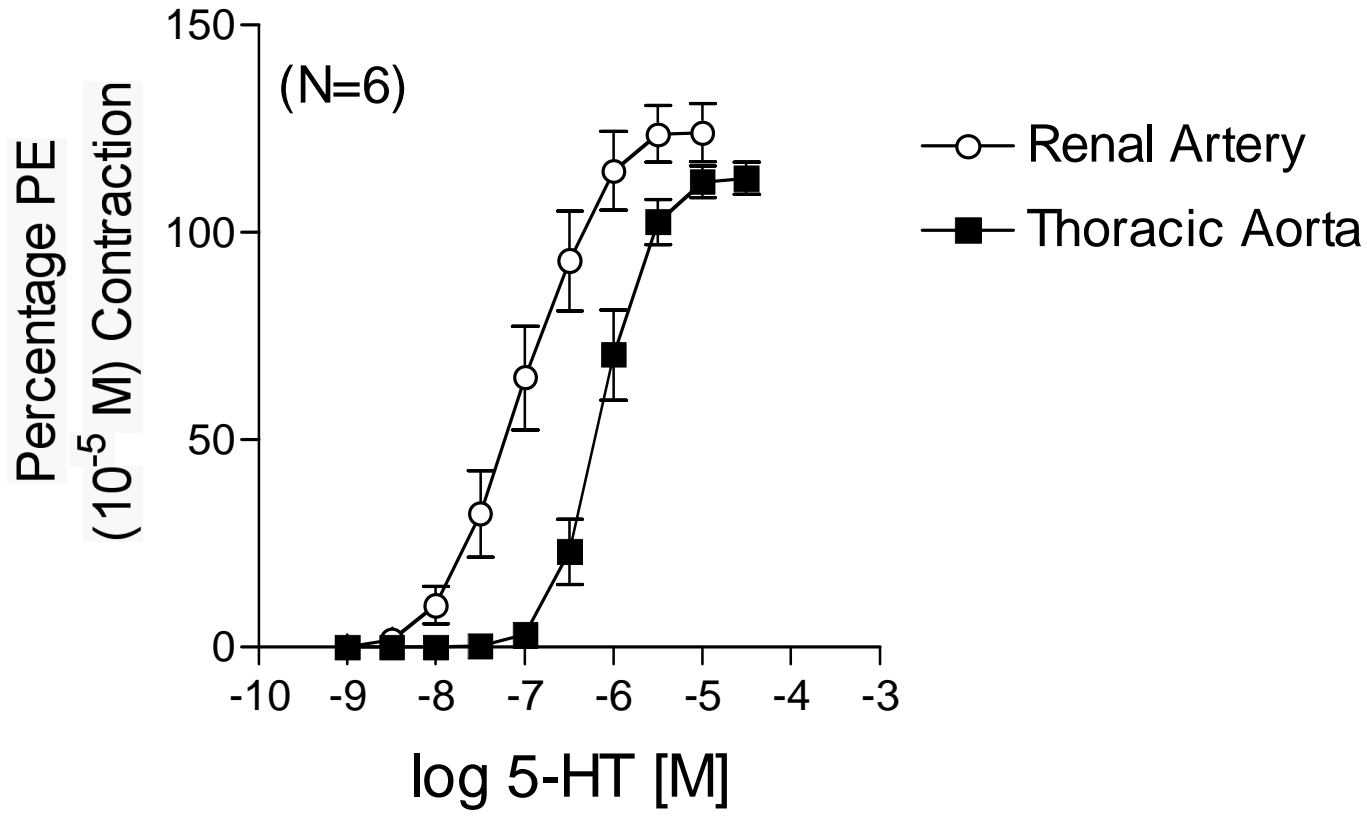 150
100
50
0
-10 -9 -8 -7 -6 -5 -4 -3
(N=6)
Percentage PE
(10⁻⁵ M) Contraction
log 5-HT [M]
Renal Artery
Thoracic Aorta